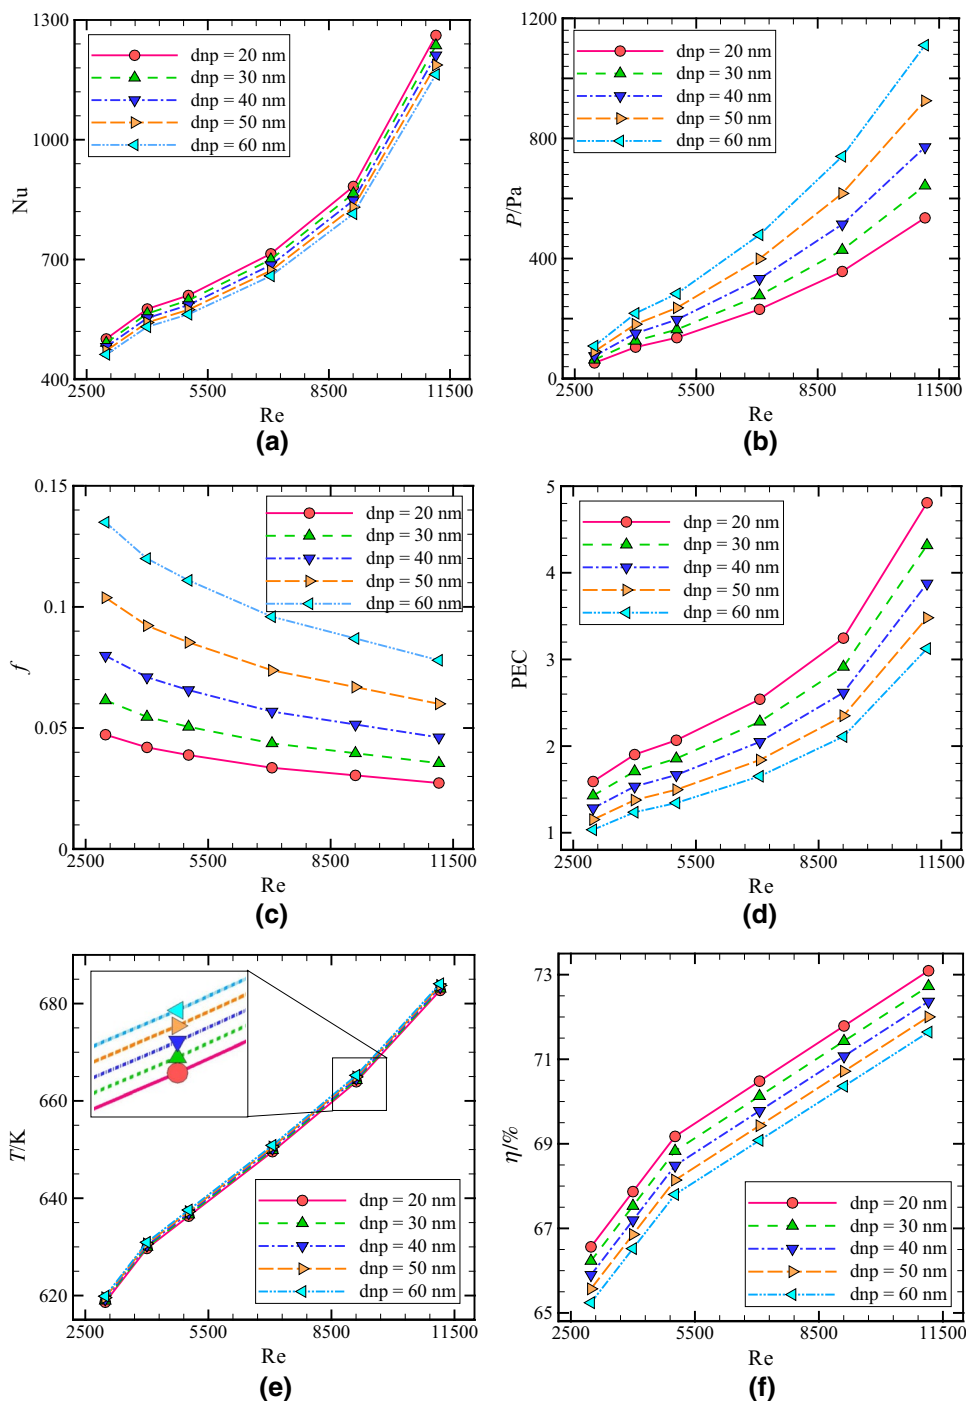 1300
1000
700
400
Nu
dnp = 20 nm
dnp = 30 nm
dnp = 40 nm
dnp = 50 nm
dnp = 60 nm
2500 5500 8500 11500
Re
(a)
1200
800
400
0
P/Pa
dnp = 20 nm
dnp = 30 nm
dnp = 40 nm
dnp = 50 nm
dnp = 60 nm
2500 5500 8500 11500
Re
(b)
0.15
0.1
0.05
0
f
dnp = 20 nm
dnp = 30 nm
dnp = 40 nm
dnp = 50 nm
dnp = 60 nm
2500 5500 8500 11500
Re
(c)
5
4
3
2
1
PEC
dnp = 20 nm
dnp = 30 nm
dnp = 40 nm
dnp = 50 nm
dnp = 60 nm
2500 5500 8500 11500
Re
(d)
680
660
640
620
T/K
dnp = 20 nm
dnp = 30 nm
dnp = 40 nm
dnp = 50 nm
dnp = 60 nm
2500 5500 8500 11500
Re
(e)
73
71
69
67
65
η/%
dnp = 20 nm
dnp = 30 nm
dnp = 40 nm
dnp = 50 nm
dnp = 60 nm
2500 5500 8500 11500
Re
(f)